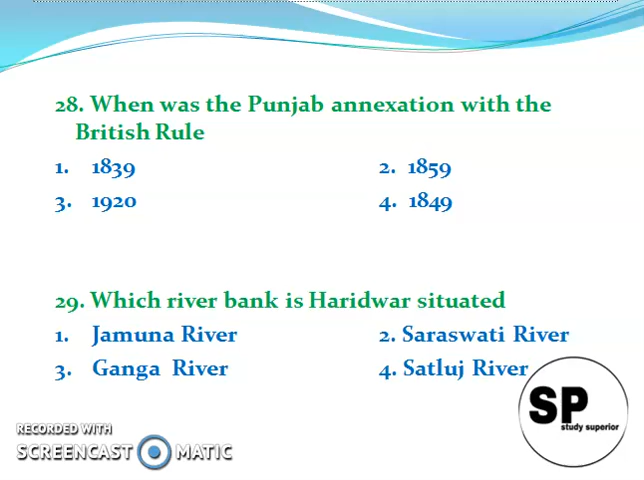 28. When was the Punjab annexation with the
British Rule
1. 1839 2. 1859
3. 1920 4. 1849
29. Which river bank is Haridwar situated
1. Jamuna River 2. Saraswati River
3. Ganga River 4. Satluj River
SP
study superior
RECORDED WITH
SCREENCAST MATIC